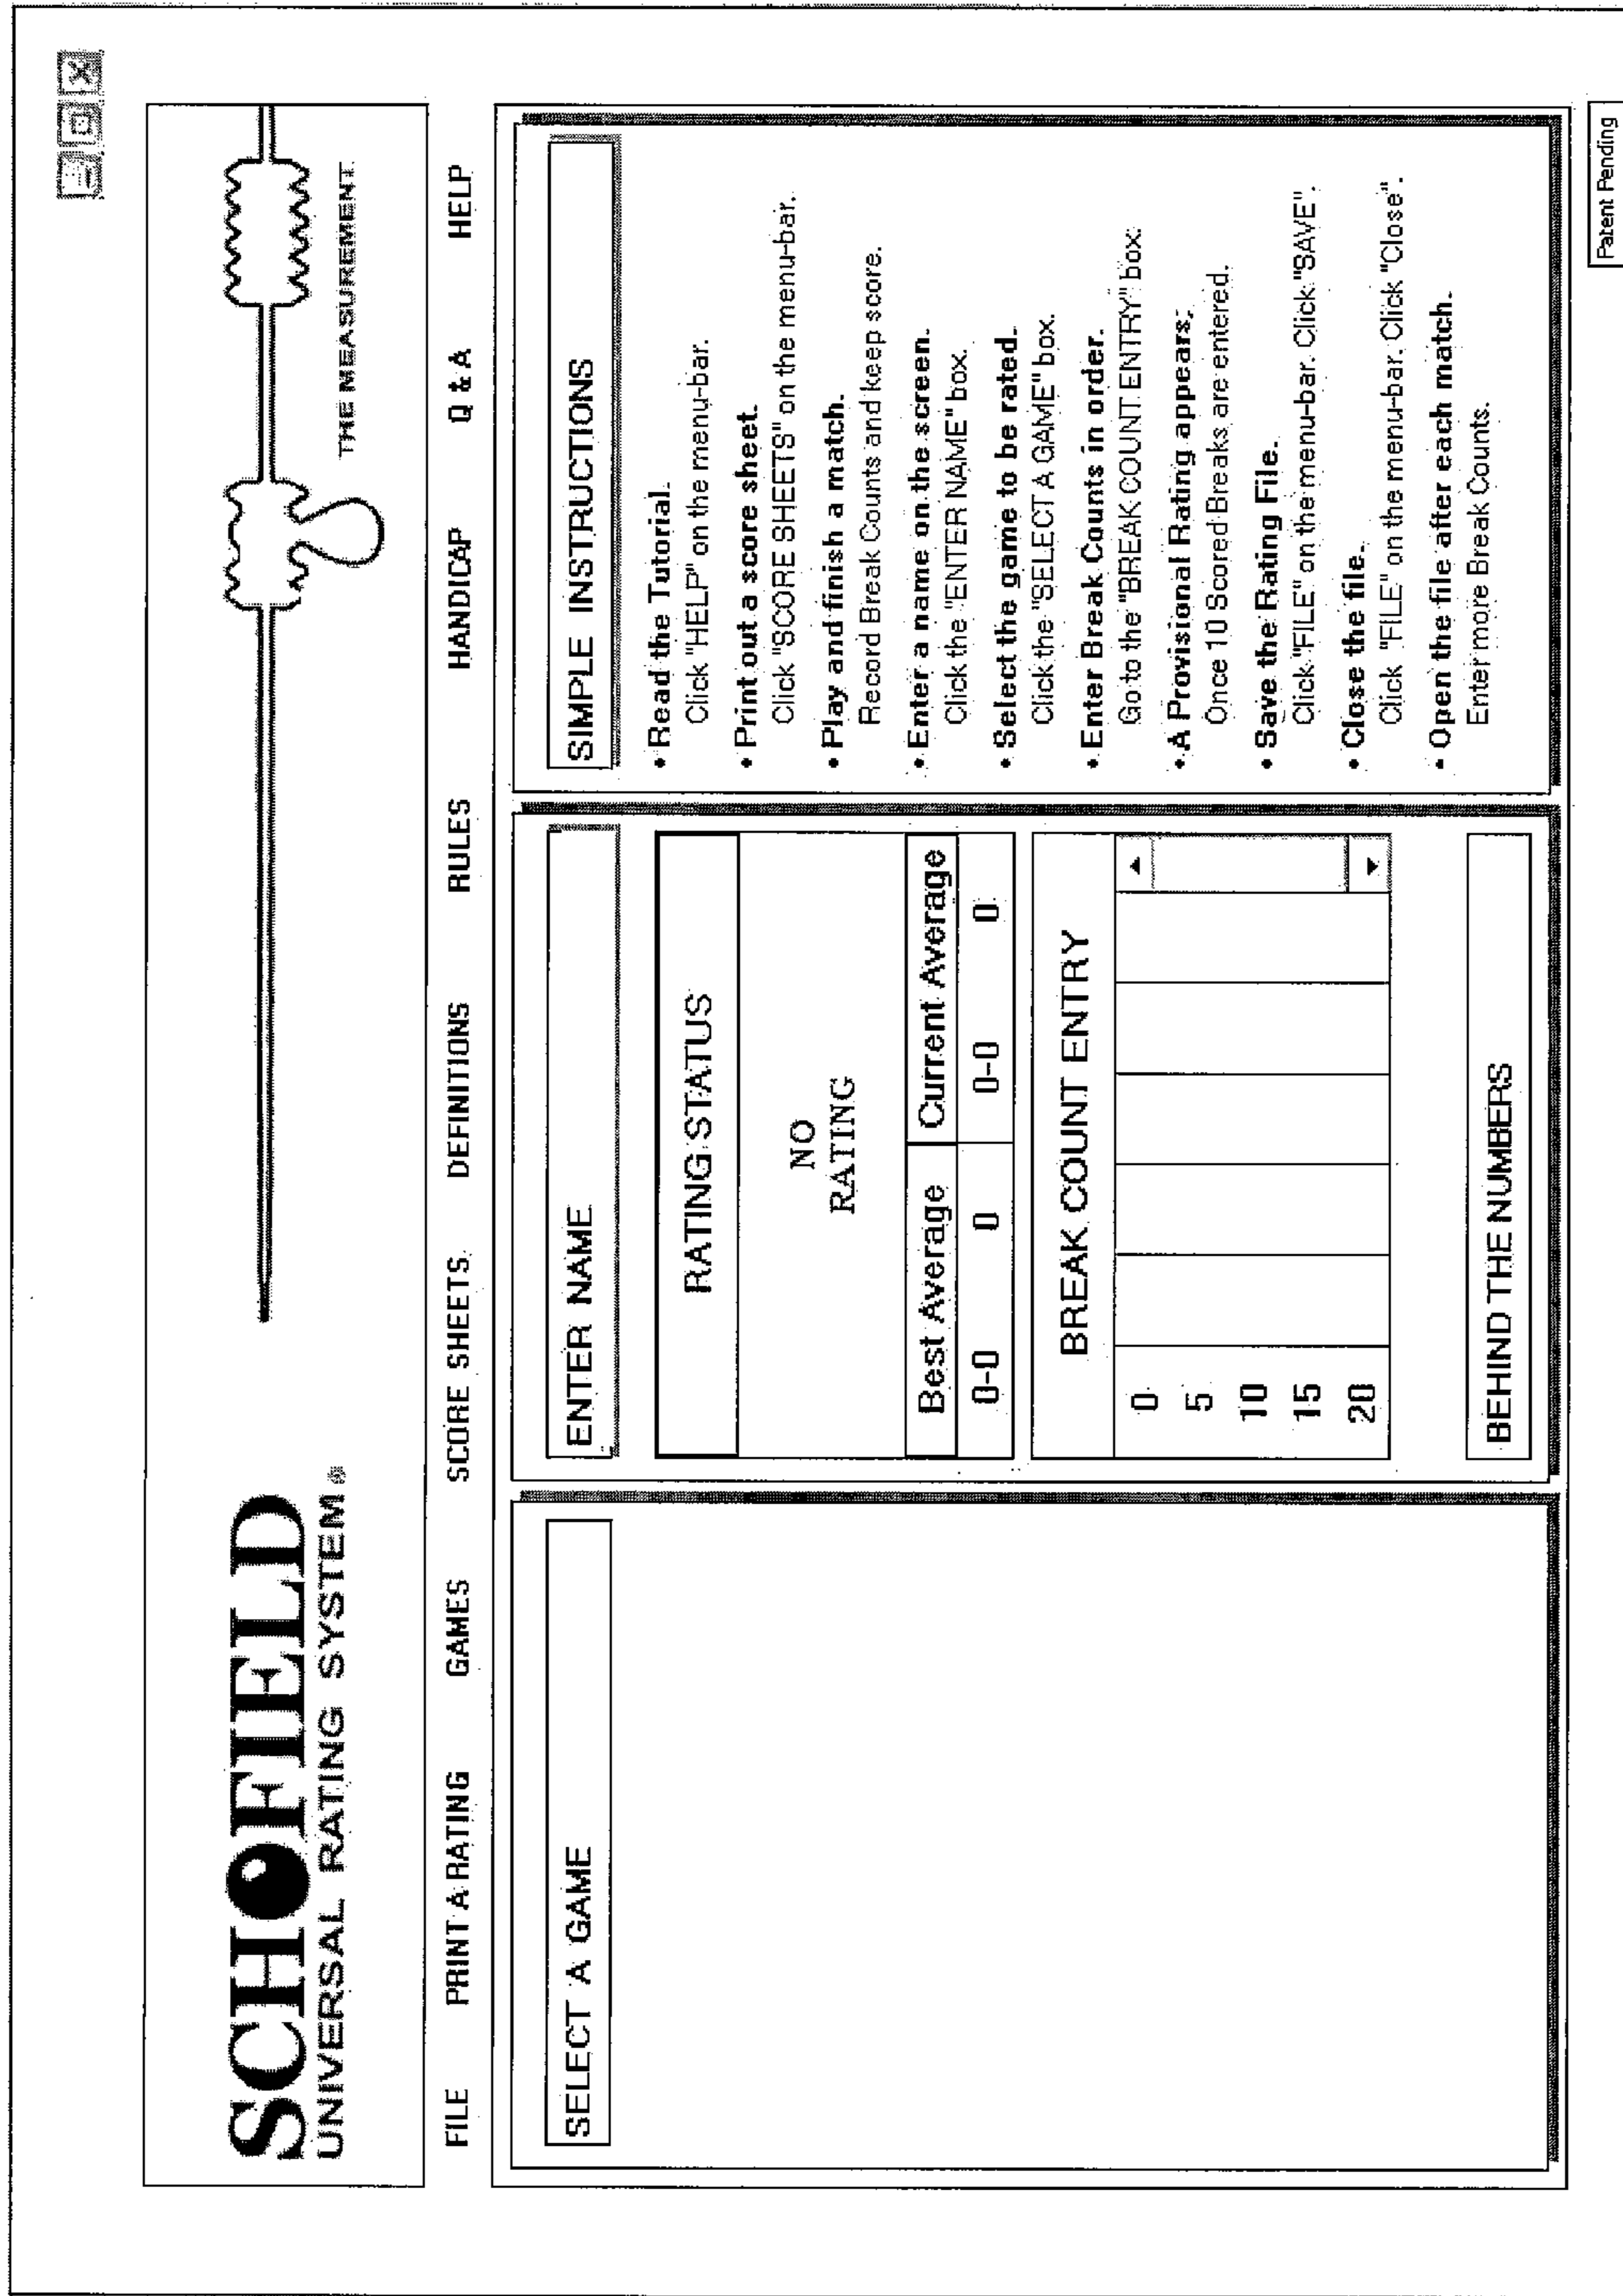 SCHOFIELD
UNIVERSAL RATING SYSTEM®
THE MEASUREMENT
FILE PRINT A RATING GAMES SCORE SHEETS DEFINITIONS RULES HANDICAP Q & A HELP
SELECT A GAME
ENTER NAME
RATING STATUS
NO
RATING
Best Average Current Average
0-0 0 0-0 0
BREAK COUNT ENTRY
0
5
10
15
20
BEHIND THE NUMBERS
SIMPLE INSTRUCTIONS
• Read the Tutorial.
Click "HELP" on the menu-bar.
• Print out a score sheet.
Click "SCORE SHEETS" on the menu-bar.
• Play and finish a match.
Record Break Counts and keep score.
• Enter a name on the screen.
Click the "ENTER NAME" box.
• Select the game to be rated.
Click the "SELECT A GAME" box.
• Enter Break Counts in order.
Go to the "BREAK COUNT ENTRY" box.
• A Provisional Rating appears.
Once 10 Scored Breaks are entered.
• Save the Rating File.
Click "FILE" on the menu-bar. Click "SAVE".
• Close the file.
Click "FILE" on the menu-bar. Click "Close".
• Open the file after each match.
Enter more Break Counts.
Patent Pending